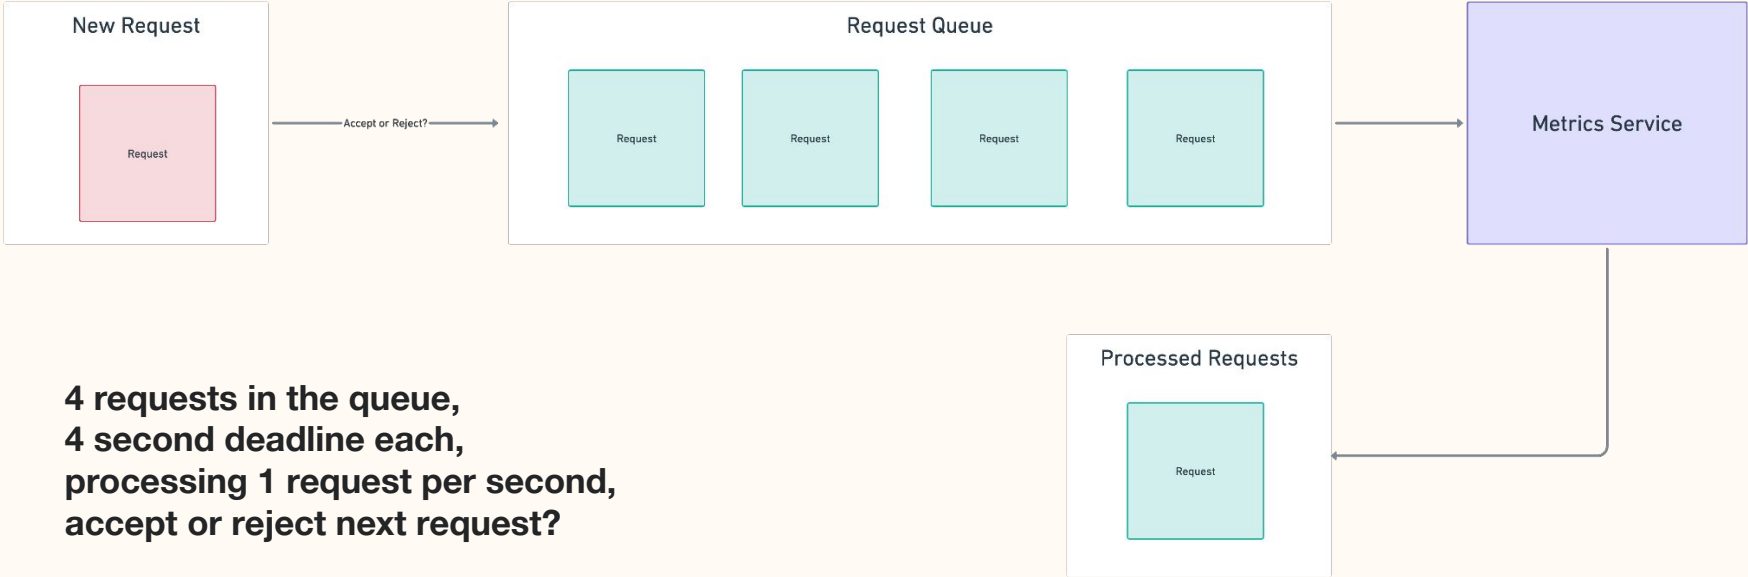 New Request
Request
Accept or Reject?
Request Queue
Request
Request
Request
Request
Metrics Service
Processed Requests
Request
4 requests in the queue,
4 second deadline each,
processing 1 request per second,
accept or reject next request?